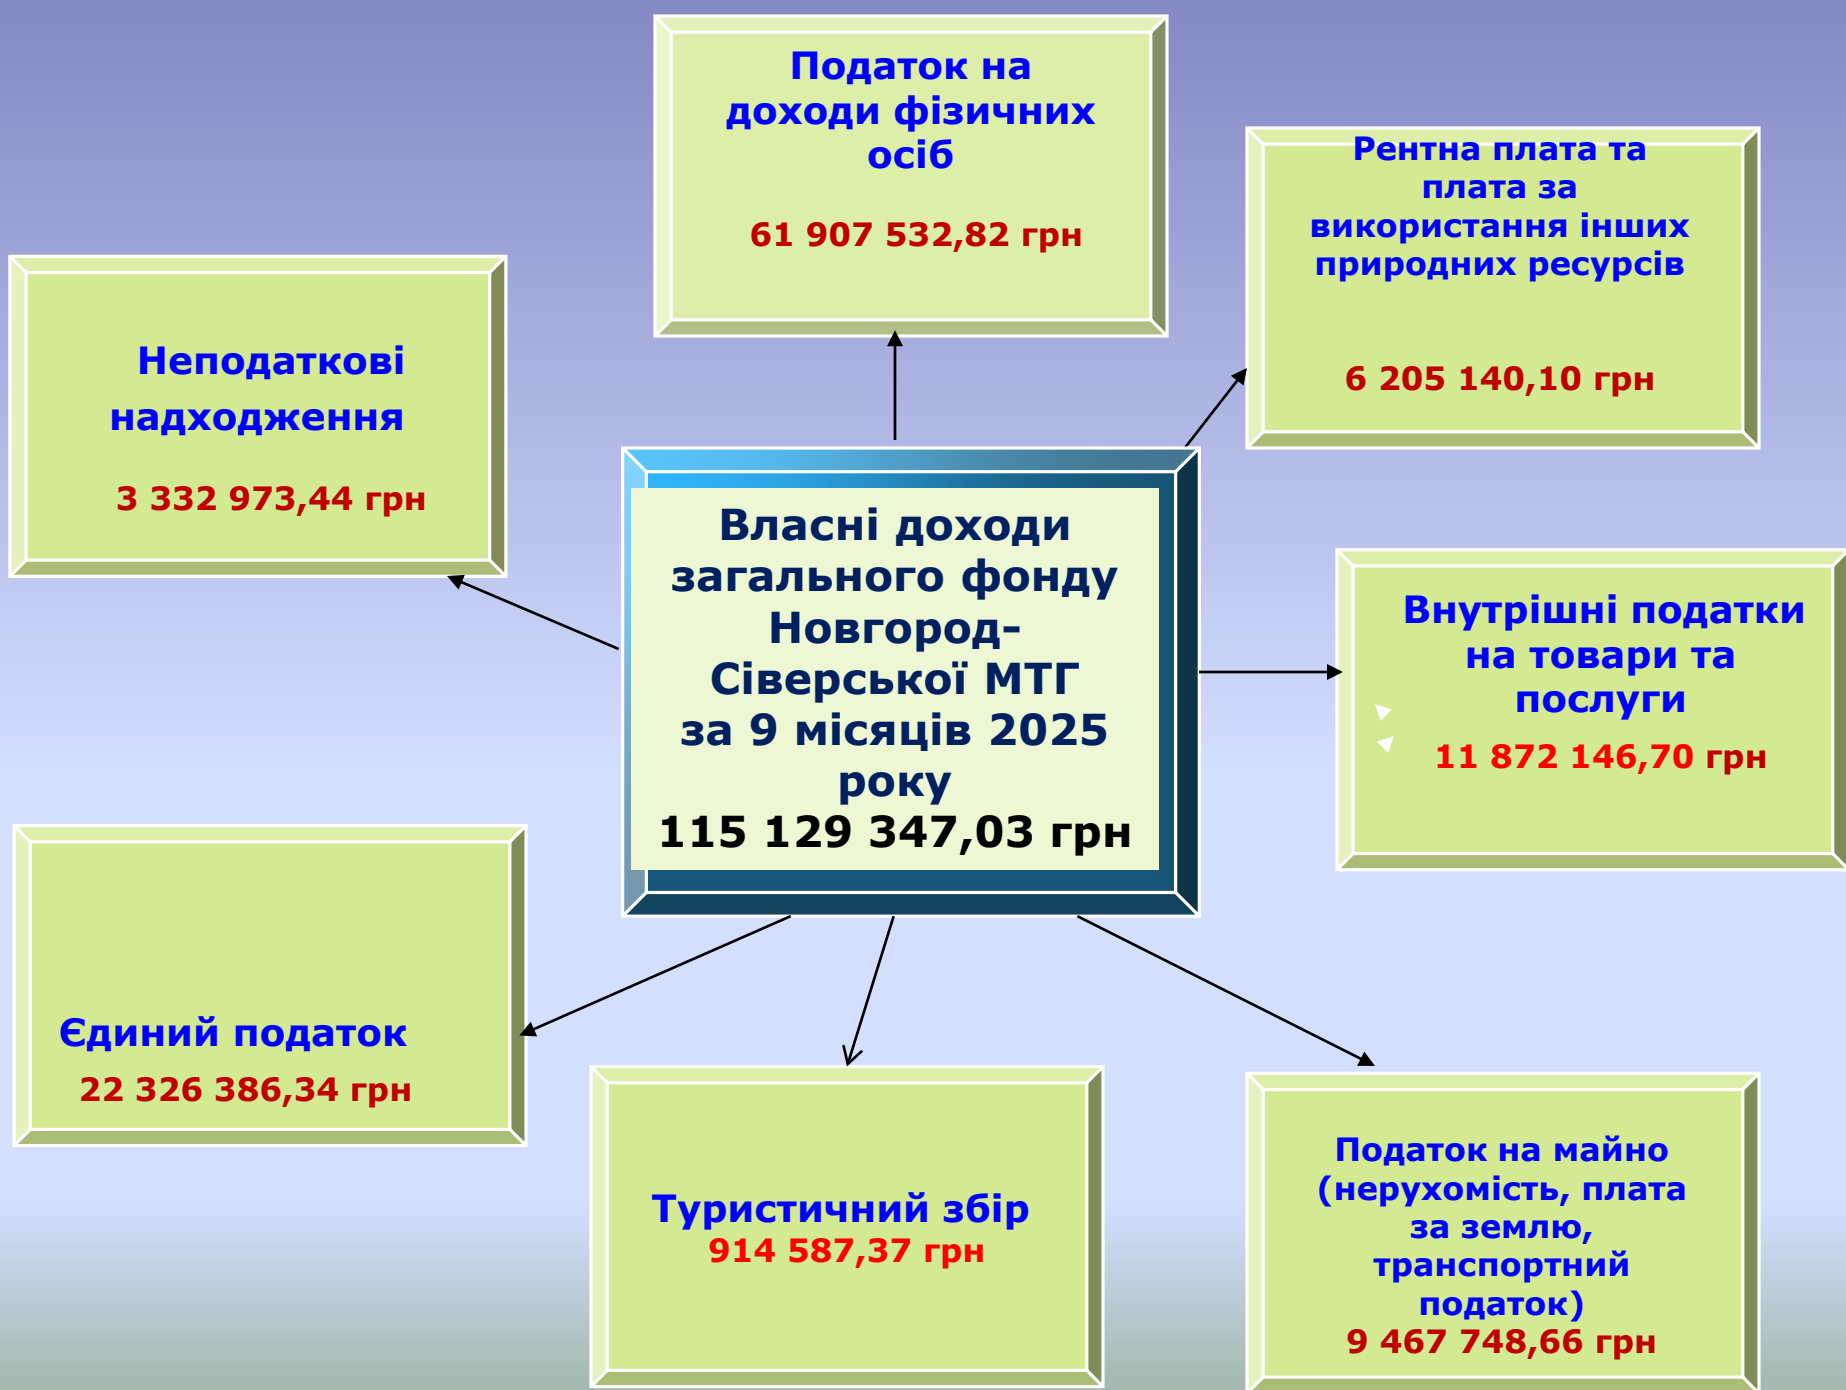 Податок на
доходи фізичних
осіб
61 907 532,82 грн
Рентна плата та
плата за
використання інших
природних ресурсів
6 205 140,10 грн
Неподаткові
надходження
3 332 973,44 грн
Власні доходи
загального фонду
Новгород–
Сіверської МТГ
за 9 місяців 2025
року
115 129 347,03 грн
Внутрішні податки
на товари та
послуги
11 872 146,70 грн
Єдиний податок
22 326 386,34 грн
Туристичний збір
914 587,37 грн
Податок на майно
(нерухомість, плата
за землю,
транспортний
податок)
9 467 748,66 грн